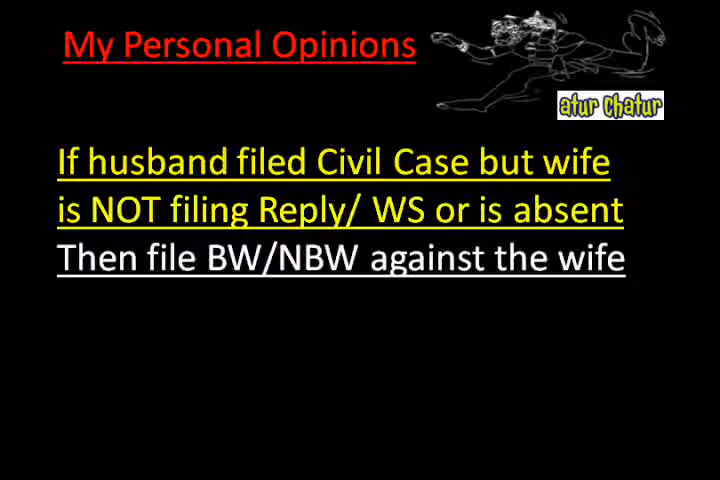 My Personal Opinions
atur chatur
If husband filed Civil Case but wife
is NOT filing Reply/ WS or is absent
Then file BW/NBW against the wife